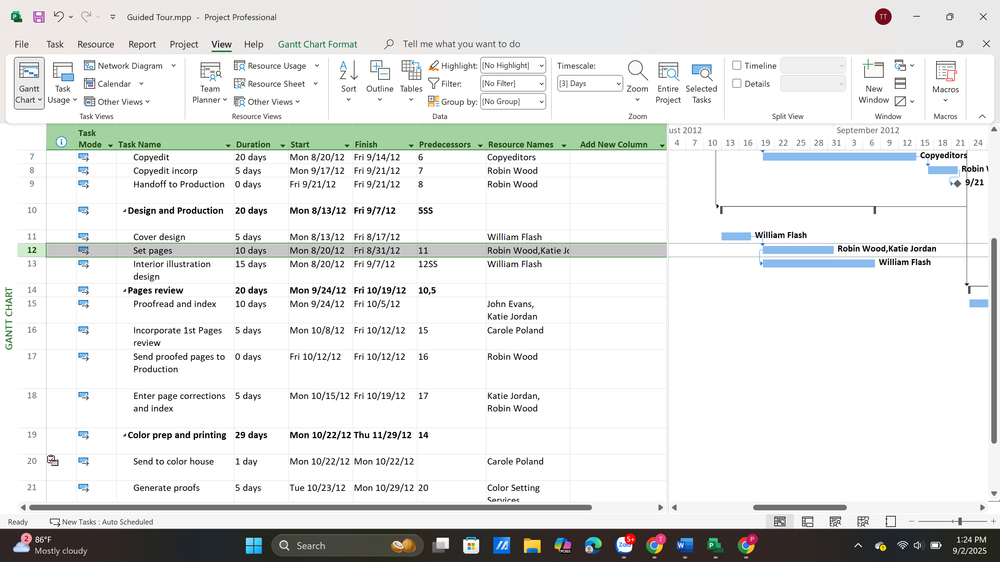 Guided Tour.mpp - Project Professional
TT
File Task Resource Report Project View Help Gantt Chart Format Tell me what you want to do
Gantt Chart
Task Usage
Network Diagram
Calendar
Other Views
Task Views
Team Planner
Resource Usage
Resource Sheet
Other Views
Resource Views
Sort
Outline
Tables
Highlight: [No Highlight]
Filter: [No Filter]
Group by: [No Group]
Data
Timescale:
[3] Days
Zoom
Entire Project
Selected Tasks
Zoom
Timeline
Details
Split View
New Window
Window
Macros
Macros
GANTT CHART
Task Mode Task Name Duration Start Finish Predecessors Resource Names Add New Column
7 Copyedit 20 days Mon 8/20/12 Fri 9/14/12 6 Copyeditors
8 Copyedit incorp 5 days Mon 9/17/12 Fri 9/21/12 7 Robin Wood
9 Handoff to Production 0 days Fri 9/21/12 Fri 9/21/12 8 Robin Wood
10 Design and Production 20 days Mon 8/13/12 Fri 9/7/12 5SS
11 Cover design 5 days Mon 8/13/12 Fri 8/17/12 William Flash
12 Set pages 10 days Mon 8/20/12 Fri 8/31/12 11 Robin Wood,Katie Jo
13 Interior illustration design 15 days Mon 8/20/12 Fri 9/7/12 12SS William Flash
14 Pages review 20 days Mon 9/24/12 Fri 10/19/12 10,5
15 Proofread and index 10 days Mon 9/24/12 Fri 10/5/12 John Evans, Katie Jordan
16 Incorporate 1st Pages review 5 days Mon 10/8/12 Fri 10/12/12 15 Carole Poland
17 Send proofed pages to Production 0 days Fri 10/12/12 Fri 10/12/12 16 Robin Wood
18 Enter page corrections and index 5 days Mon 10/15/12 Fri 10/19/12 17 Katie Jordan, Robin Wood
19 Color prep and printing 29 days Mon 10/22/12 Thu 11/29/12 14
20 Send to color house 1 day Mon 10/22/12 Mon 10/22/12 Carole Poland
21 Generate proofs 5 days Tue 10/23/12 Mon 10/29/12 20 Color Setting Services
ust 2012 September 2012
4 7 10 13 16 19 22 25 28 31 3 6 9 12 15 18 21 24
Copyeditors
Robin W
9/21
William Flash
Robin Wood,Katie Jordan
William Flash
Ready New Tasks : Auto Scheduled
2
86°F
Mostly cloudy
Search
M365
Zalo
5+
T
W
P
P
1:24 PM
9/2/2025